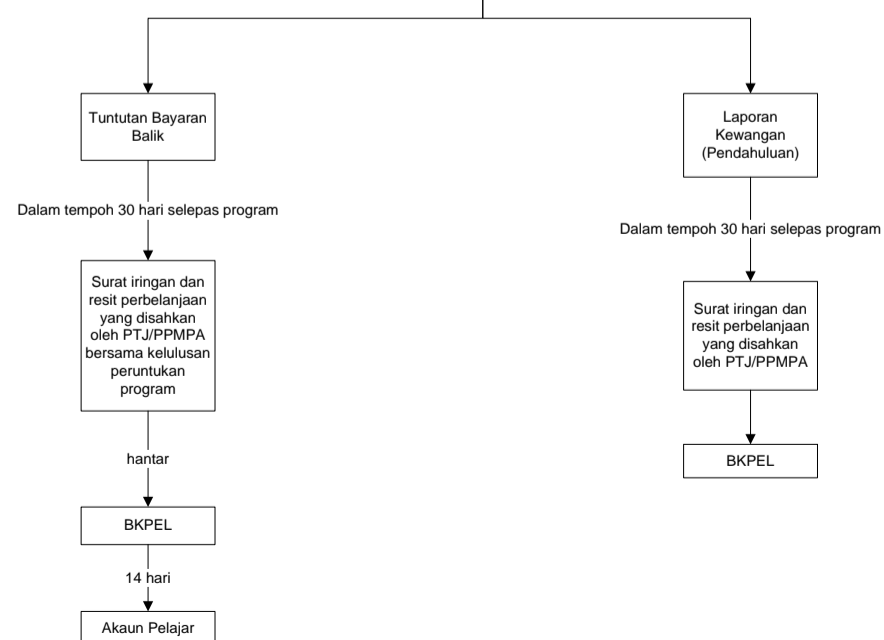 Tuntutan Bayaran
Balik
Dalam tempoh 30 hari selepas program
Surat iringan dan
resit perbelanjaan
yang disahkan
oleh PTJ/PPMPA
bersama kelulusan
peruntukan
program
hantar
BKPEL
14 hari
Akaun Pelajar
Laporan
Kewangan
(Pendahuluan)
Dalam tempoh 30 hari selepas program
Surat iringan dan
resit perbelanjaan
yang disahkan
oleh PTJ/PPMPA
BKPEL